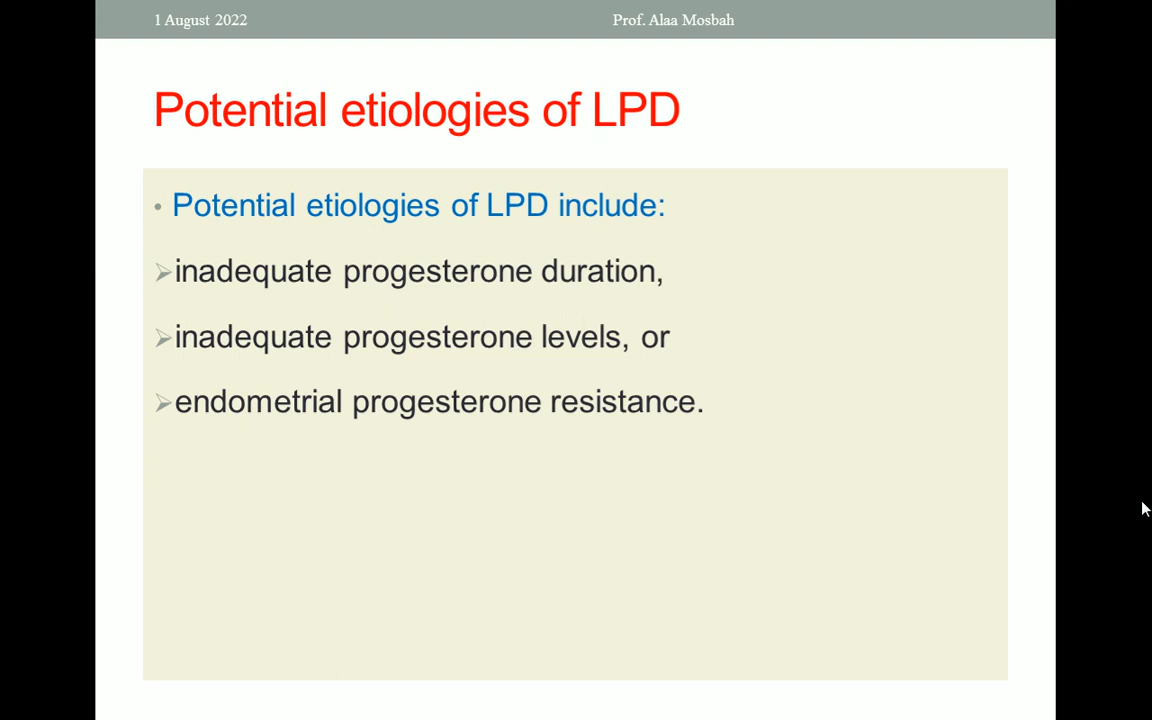 1 August 2022 Prof. Alaa Mosbah
Potential etiologies of LPD
• Potential etiologies of LPD include:
➢inadequate progesterone duration,
➢inadequate progesterone levels, or
➢endometrial progesterone resistance.